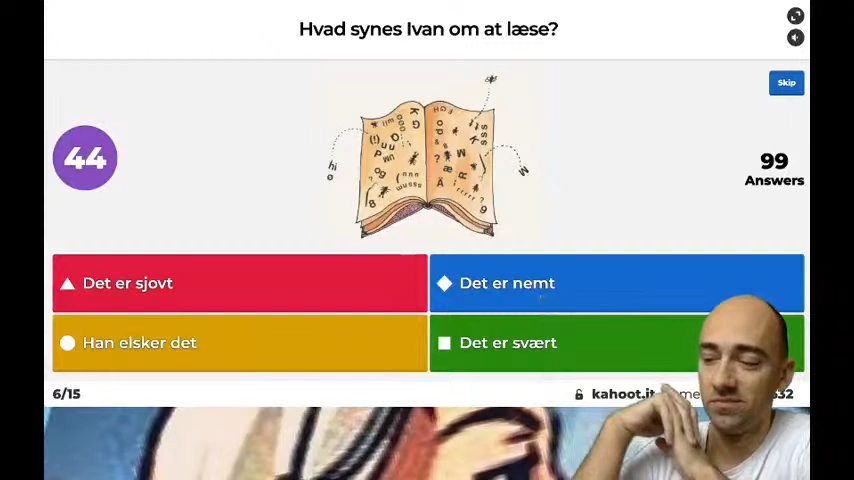 Hvad synes Ivan om at læse?
Skip
44
99
Answers
Det er sjovt
Det er nemt
Han elsker det
Det er svært
6/15
kahoot.it